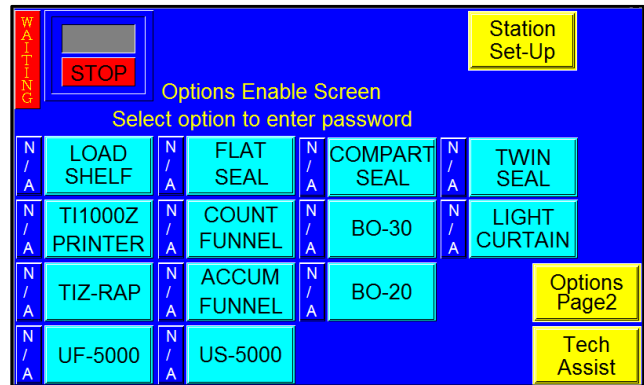 WAITING
STOP
Station
Set-Up
Options Enable Screen
Select option to enter password
N/A
LOAD
SHELF
N/A
FLAT
SEAL
N/A
COMPART
SEAL
N/A
TWIN
SEAL
N/A
TI1000Z
PRINTER
N/A
COUNT
FUNNEL
N/A
BO-30
N/A
LIGHT
CURTAIN
N/A
TIZ-RAP
N/A
ACCUM
FUNNEL
N/A
BO-20
Options
Page2
N/A
UF-5000
N/A
US-5000
Tech
Assist